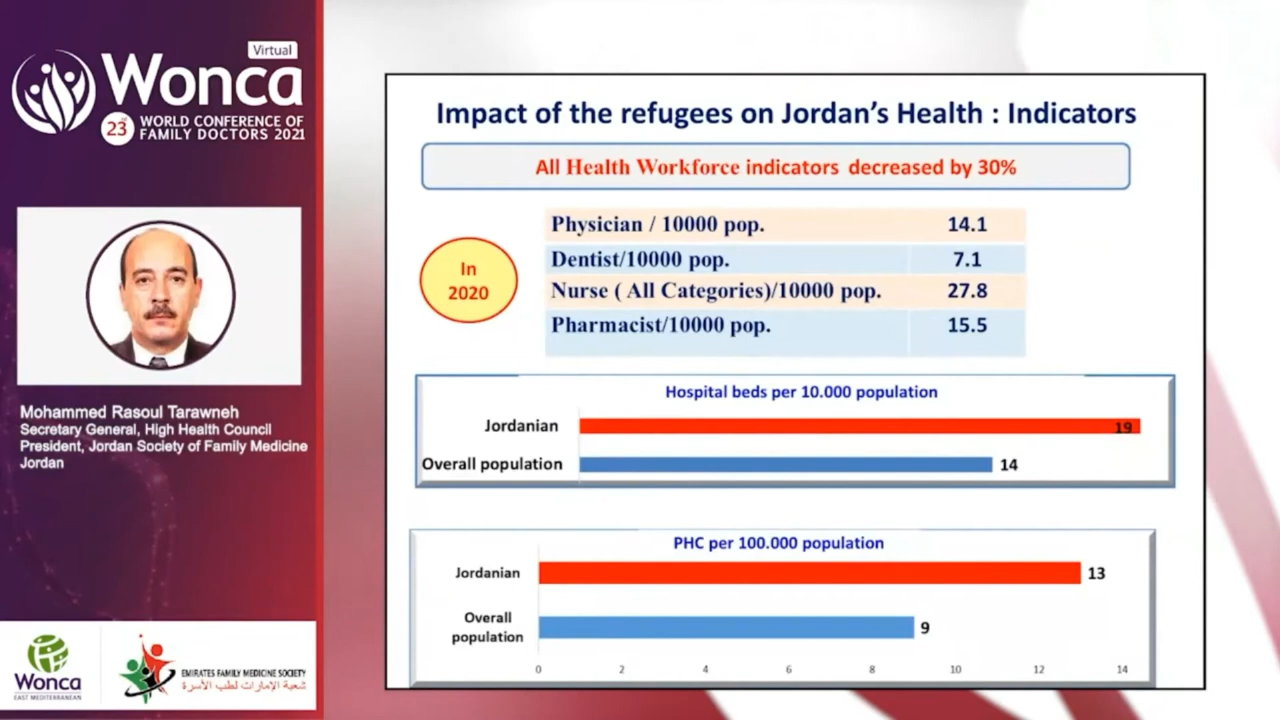 Virtual
Wonca
23rd WORLD CONFERENCE OF
FAMILY DOCTORS 2021
Mohammed Rasoul Tarawneh
Secretary General, High Health Council
President, Jordan Society of Family Medicine
Jordan
Wonca
EAST MEDITERRANEAN
EMIRATES FAMILY MEDICINE SOCIETY
شعبة الإمارات لطب الأسرة
Impact of the refugees on Jordan’s Health : Indicators
All Health Workforce indicators decreased by 30%
In
2020
Physician / 10000 pop. 14.1
Dentist/10000 pop. 7.1
Nurse ( All Categories)/10000 pop. 27.8
Pharmacist/10000 pop. 15.5
Hospital beds per 10.000 population
Jordanian 19
Overall population 14
PHC per 100.000 population
Jordanian 13
Overall
population 9
0 2 4 6 8 10 12 14